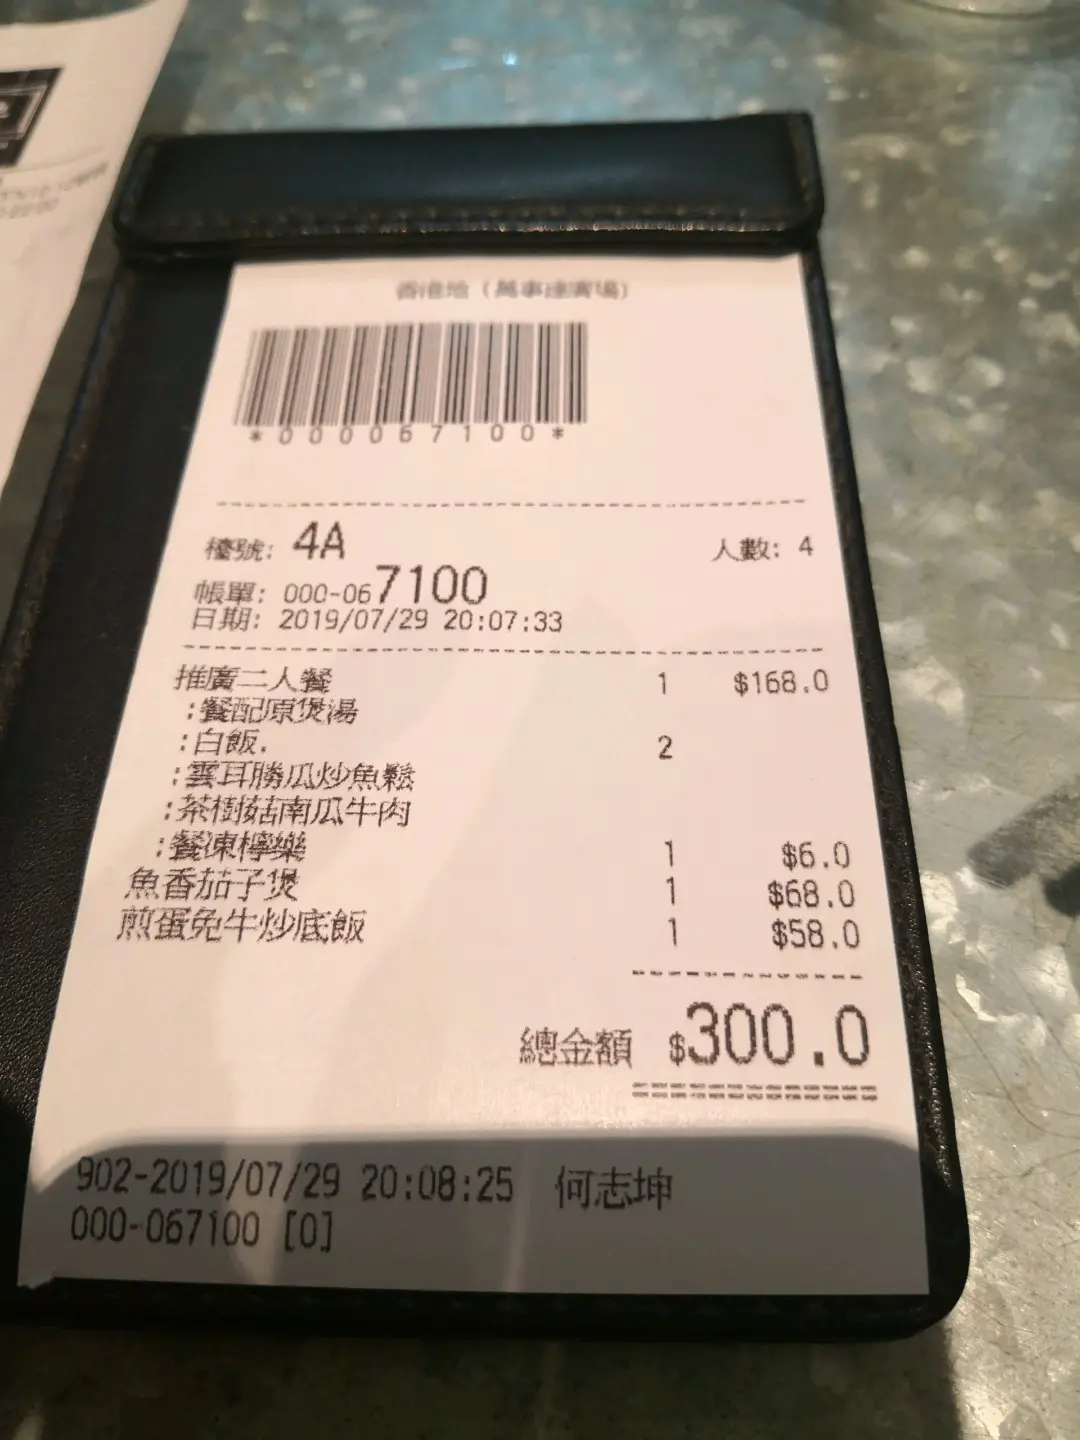 香港地（萬事達廣場）
*000067100*
檯號: 4A 人數: 4
帳單: 000-067100
日期: 2019/07/29 20:07:33
推廣二人餐 1 $168.0
:餐配原煲湯
:白飯. 2
:雲耳勝瓜炒魚鬆
:茶樹菇南瓜牛肉
:餐凍檸樂 1 $6.0
魚香茄子煲 1 $68.0
煎蛋免牛炒底飯 1 $58.0
總金額 $300.0
902-2019/07/29 20:08:25 何志坤
000-067100 [0]